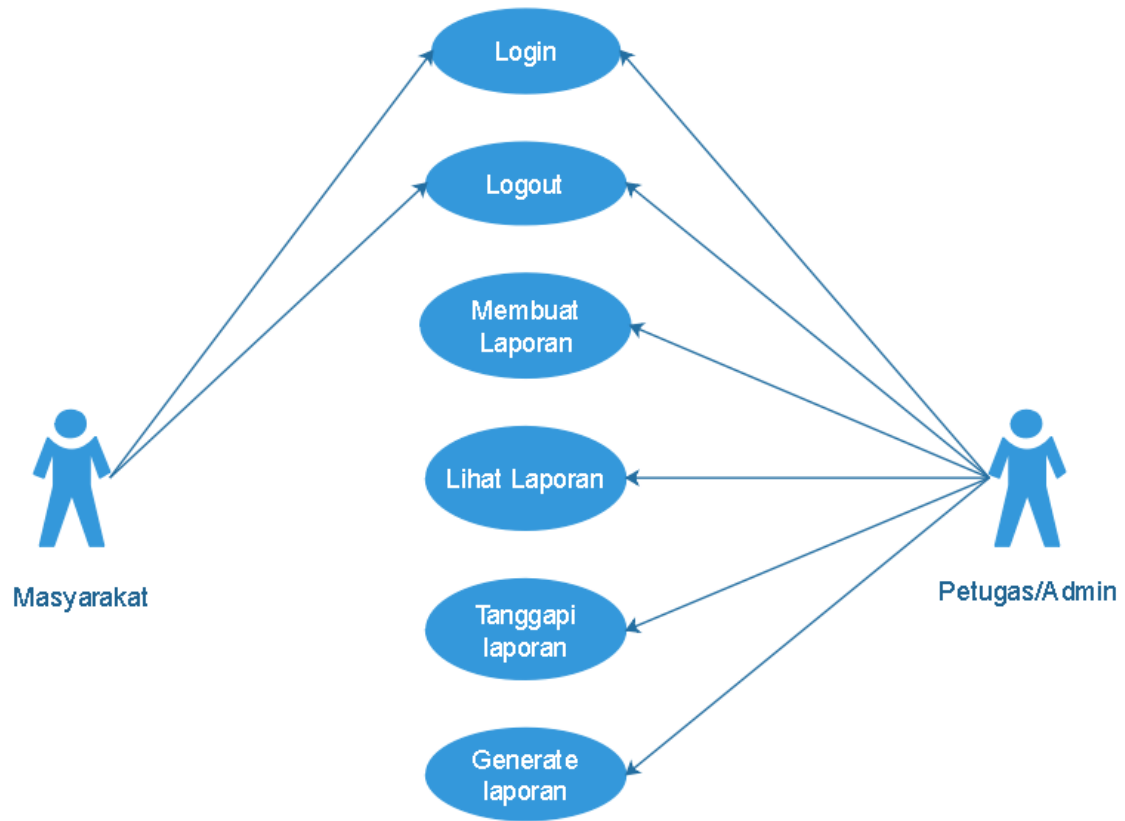 Login
Logout
Membuat
Laporan
Lihat Laporan
Masyarakat
Petugas/Admin
Tanggapi
laporan
Generate
laporan